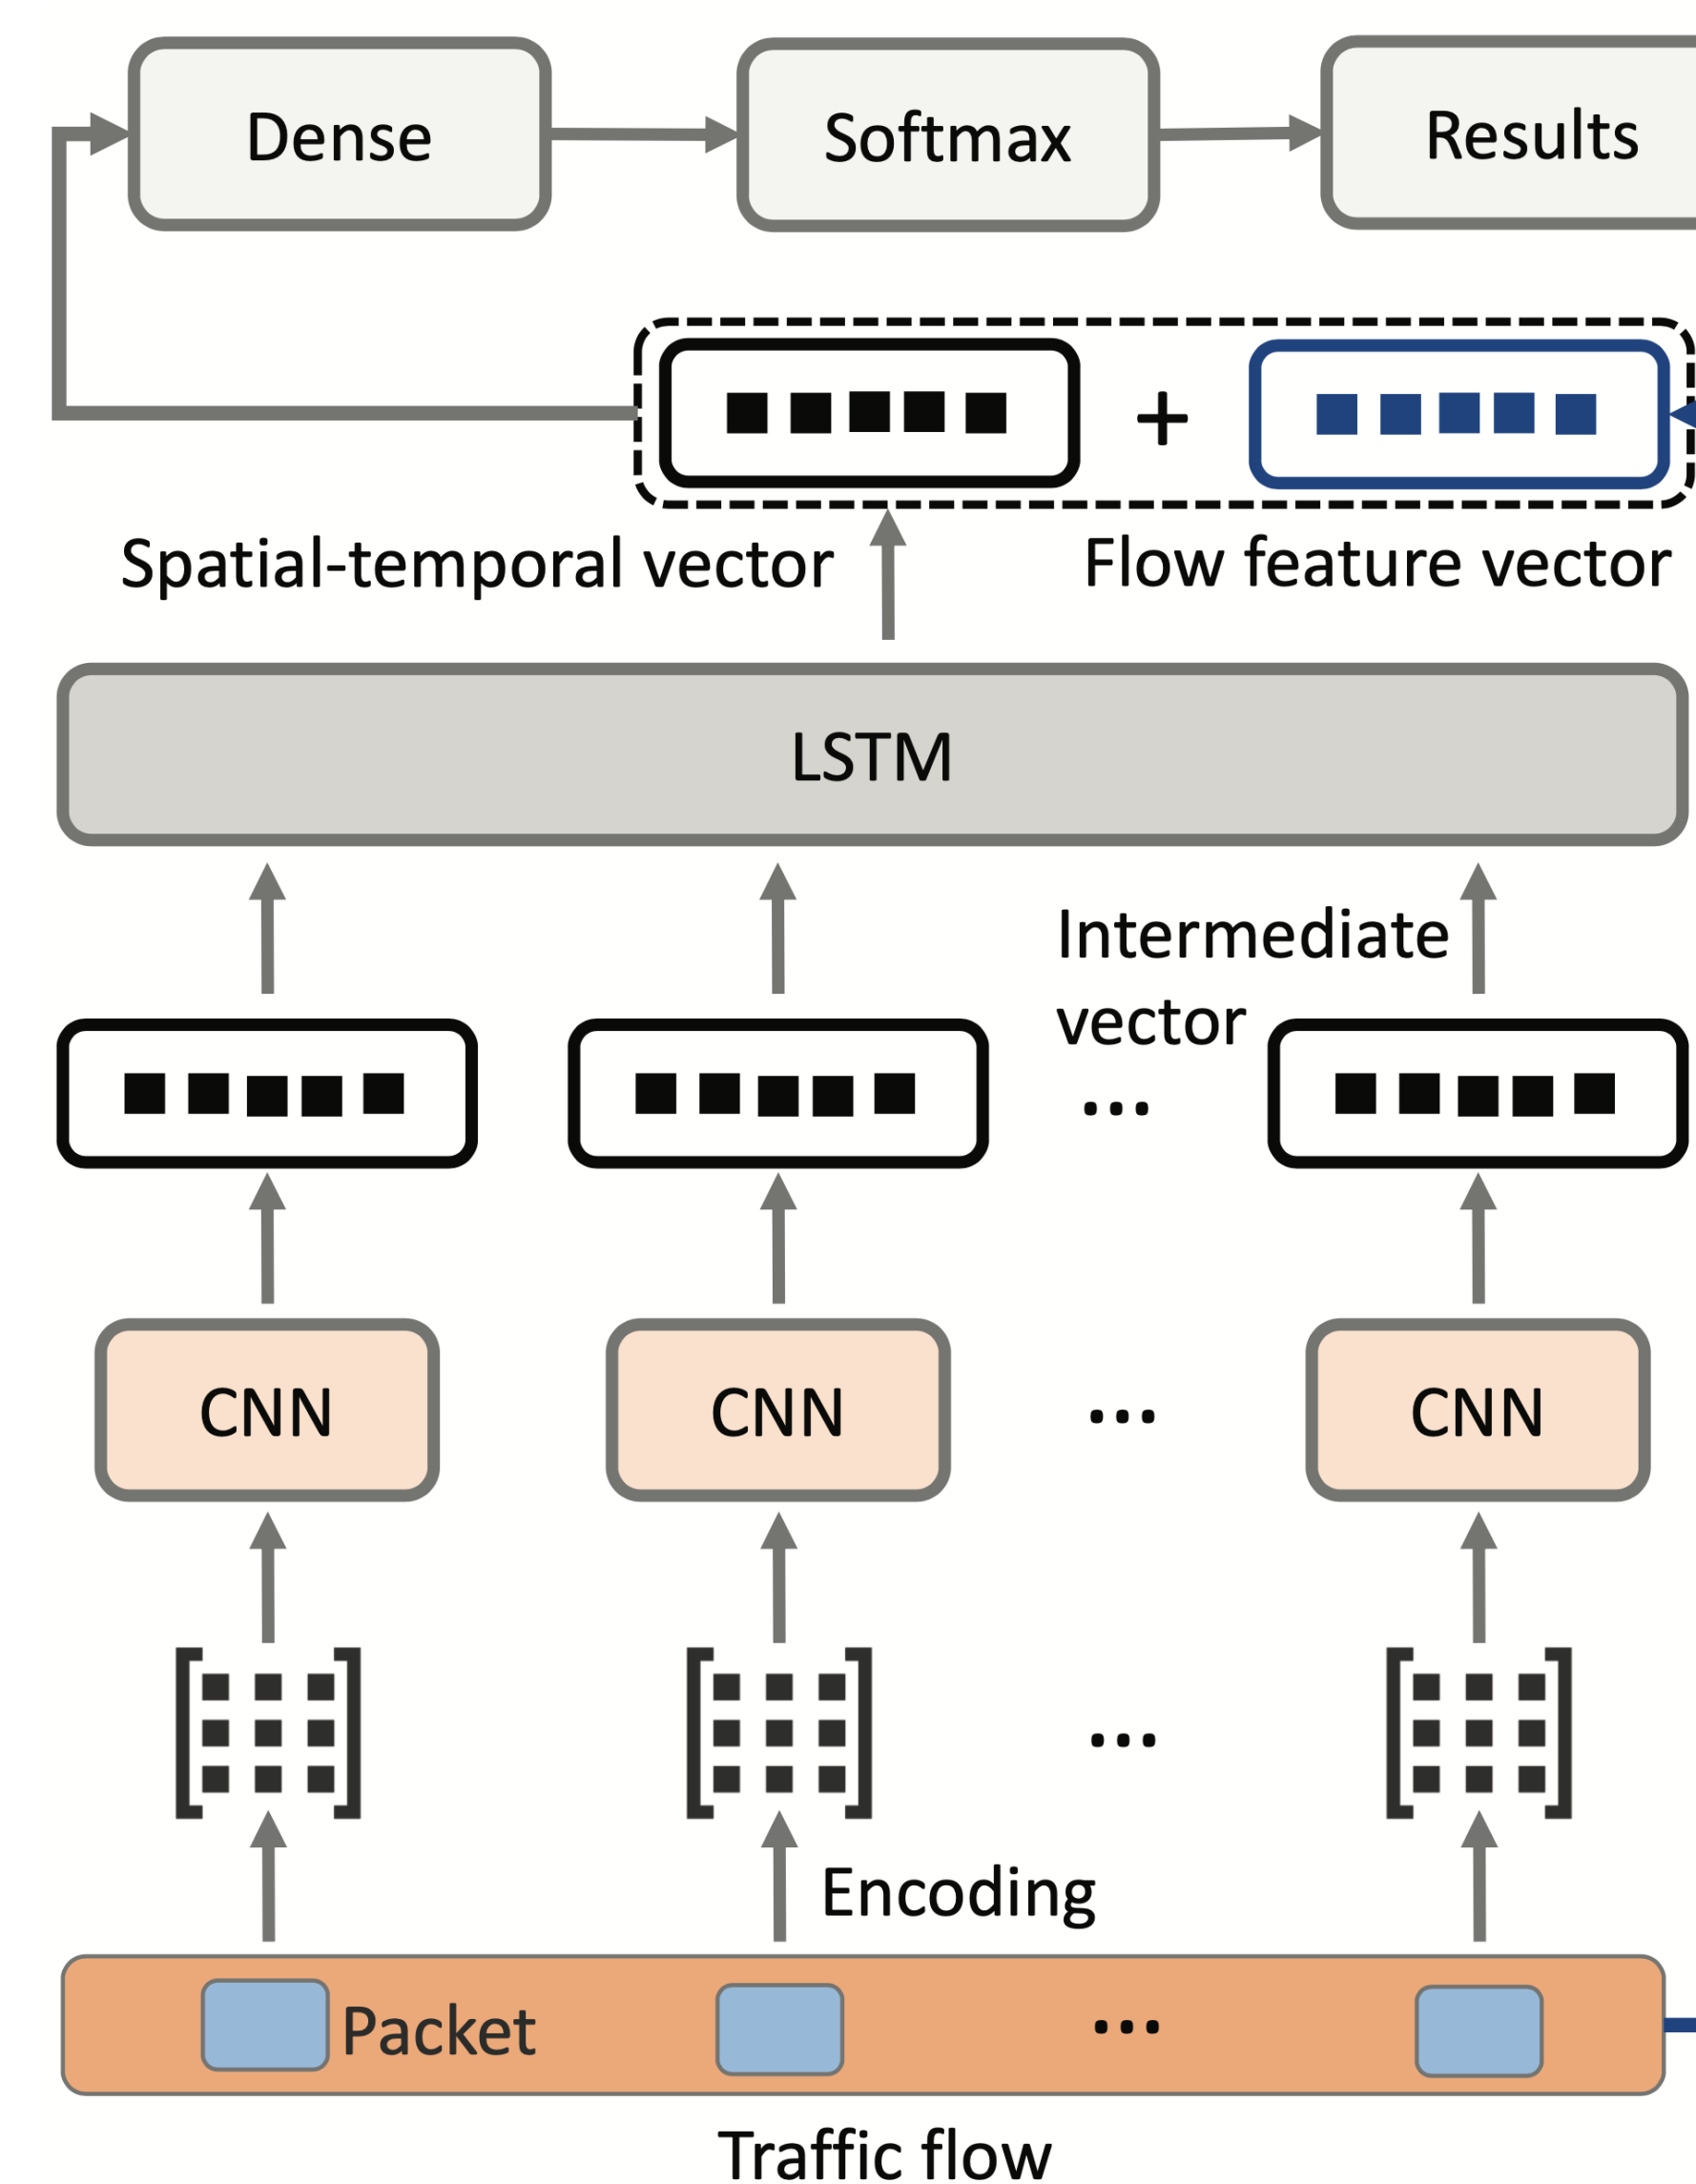 Dense
Softmax
Results
+
Spatial-temporal vector
Flow feature vector
LSTM
Intermediate
vector
...
CNN
CNN
...
CNN
...
Encoding
Packet
...
Traffic flow